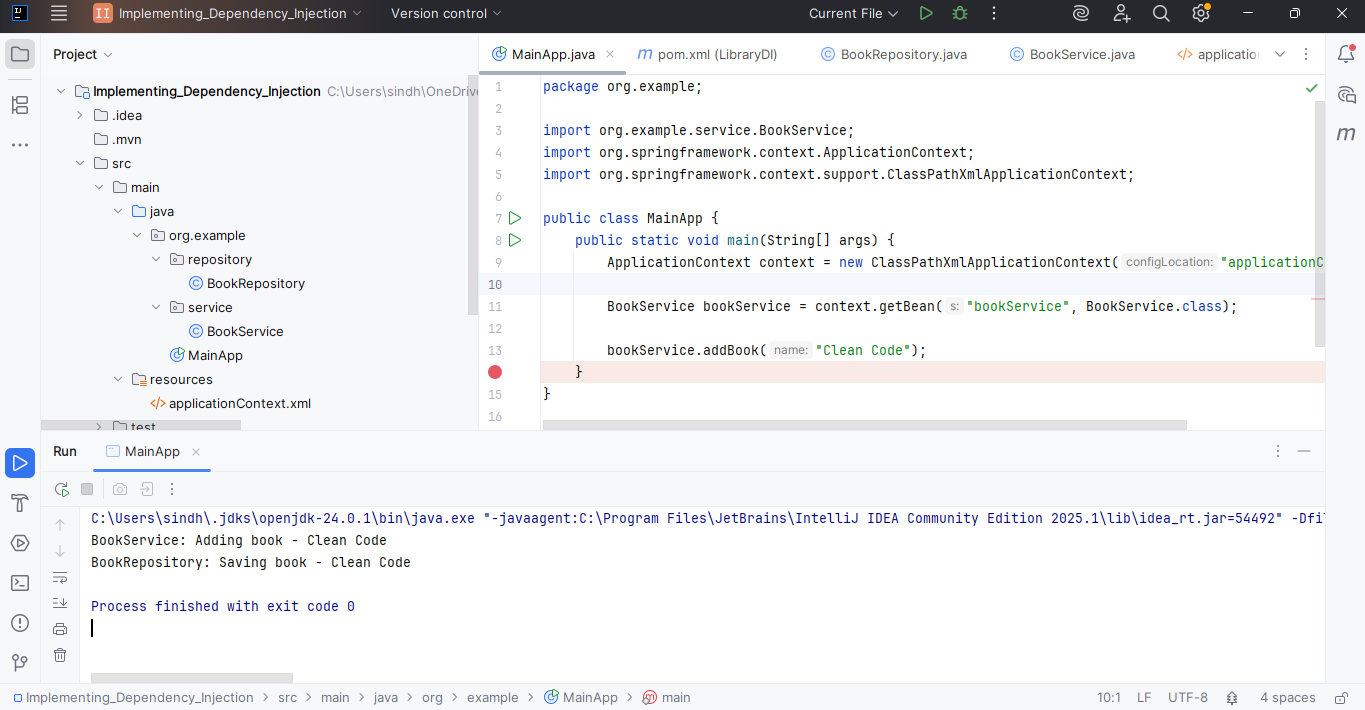 II Implementing_Dependency_Injection Version control Current File
Project
MainApp.java
pom.xml (LibraryDI)
BookRepository.java
BookService.java
Implementing_Dependency_Injection C:\Users\sindh\OneDrive
.idea
.mvn
src
main
java
org.example
repository
BookRepository
service
BookService
MainApp
resources
applicationContext.xml
test
1 package org.example;
2
3 import org.example.service.BookService;
4 import org.springframework.context.ApplicationContext;
5 import org.springframework.context.support.ClassPathXmlApplicationContext;
6
7 public class MainApp {
8 public static void main(String[] args) {
9 ApplicationContext context = new ClassPathXmlApplicationContext( configLocation: "applicationC
10
11 BookService bookService = context.getBean( s: "bookService", BookService.class);
12
13 bookService.addBook( name: "Clean Code");
}
15 }
16
Run MainApp
C:\Users\sindh\.jdks\openjdk-24.0.1\bin\java.exe "-javaagent:C:\Program Files\JetBrains\IntelliJ IDEA Community Edition 2025.1\lib\idea_rt.jar=54492" -Dfil
BookService: Adding book - Clean Code
BookRepository: Saving book - Clean Code
Process finished with exit code 0
Implementing_Dependency_Injection > src > main > java > org > example > MainApp > main 10:1 LF UTF-8 4 spaces